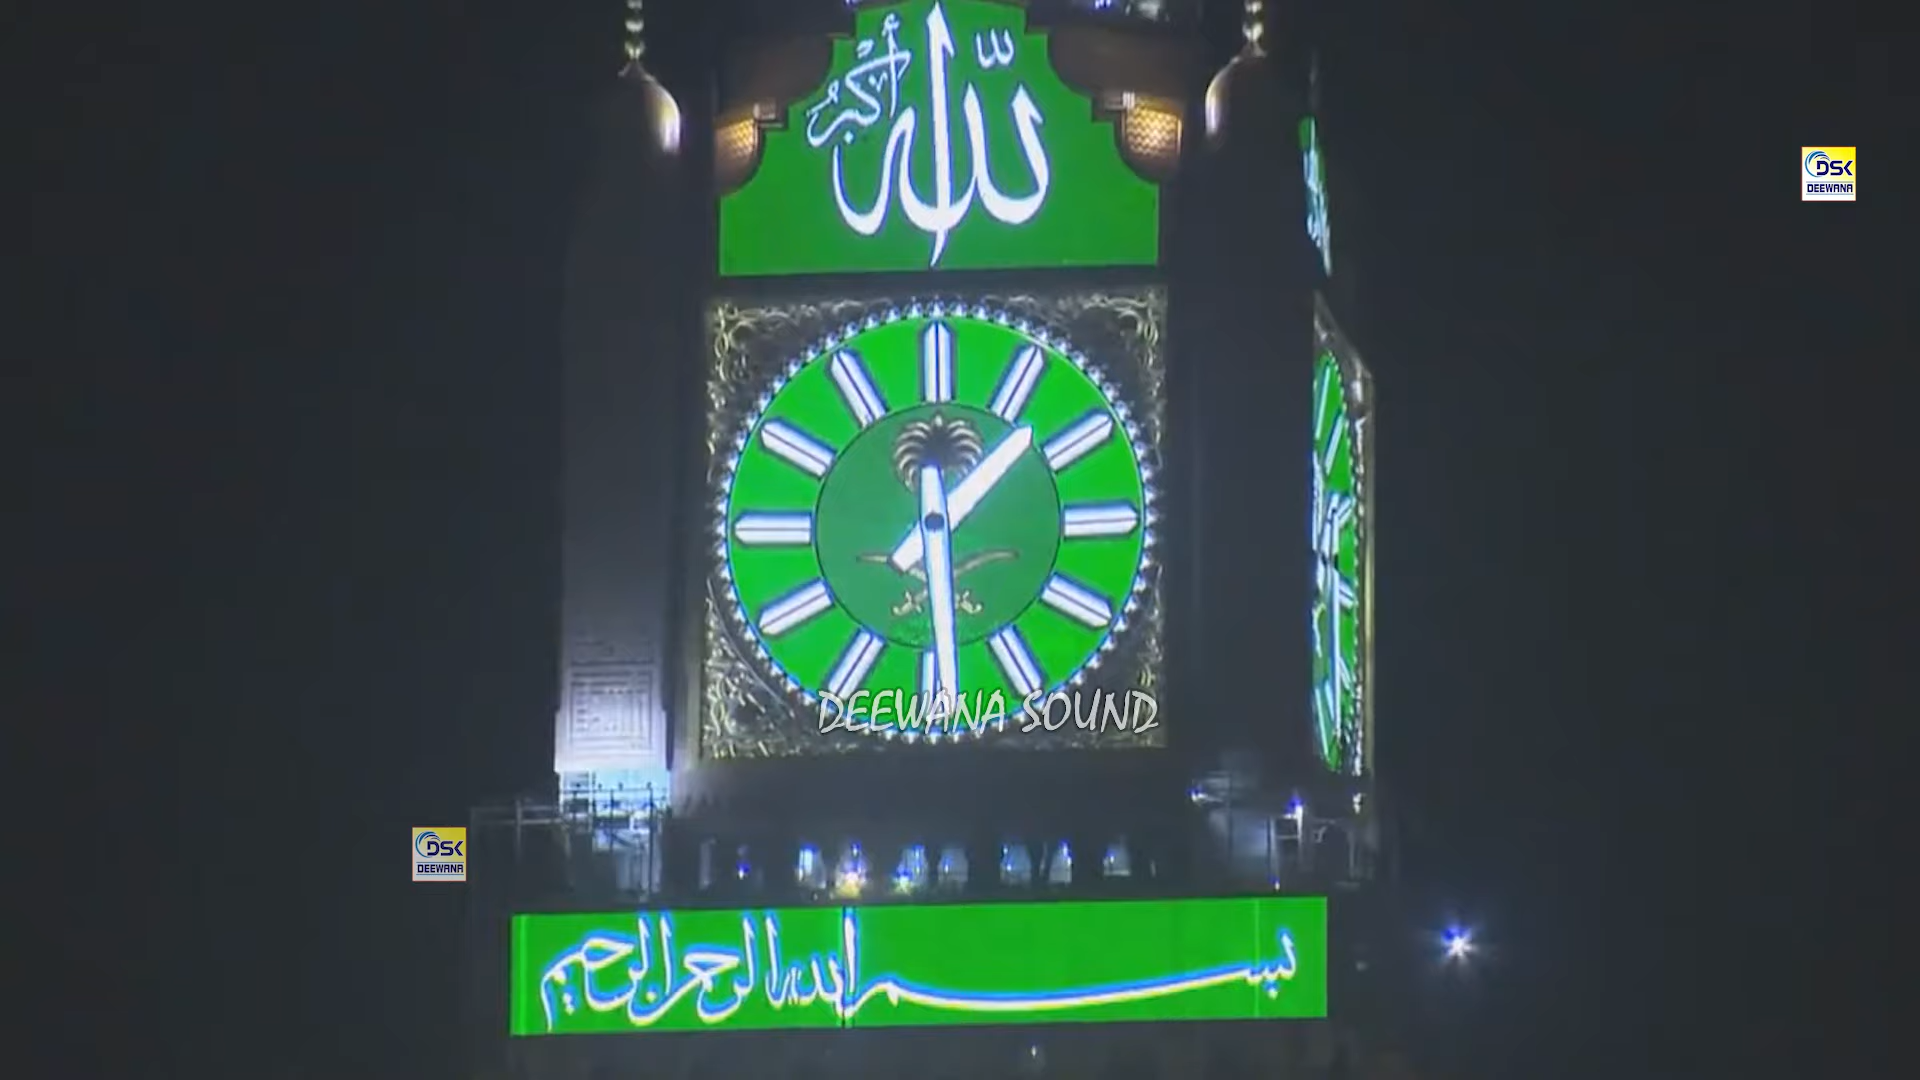 الله أكبر
DSK
DEEWANA
DEEWANA SOUND
DSK
DEEWANA
بسم الله الرحمن الرحيم